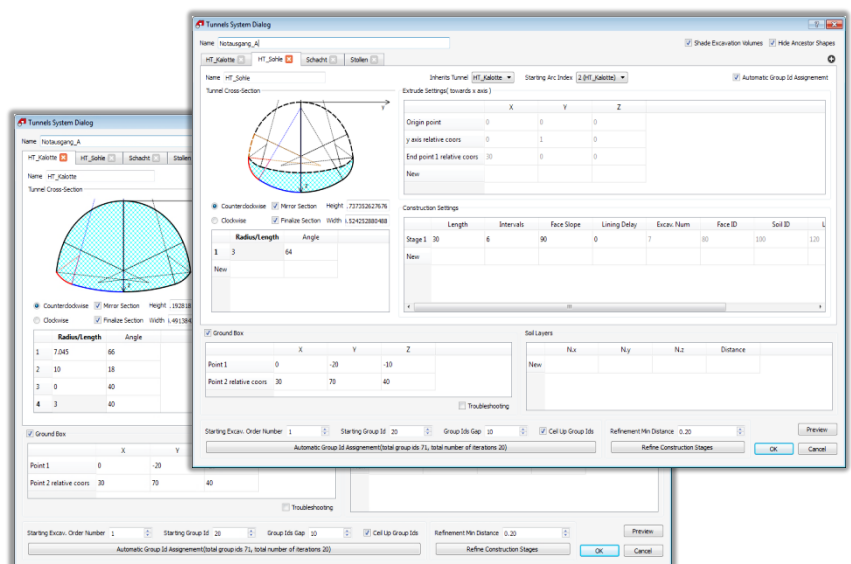 Tunnels System Dialog
Name Notausgang_A
Shade Excavation Volumes Hide Ancestor Shapes
HT_Kalotte HT_Sohle Schacht Stollen
Name HT_Sohle Inherits Tunnel HT_Kalotte Starting Arc Index 2 (HT_Kalotte) Automatic Group Id Assignement
Tunnel Cross-Section
y
z
Counterclockwise Mirror Section Height .737352627676
Clockwise Finalize Section Width i.524252880488
Radius/Length Angle
1 3 64
New
Extrude Settings( towards x axis )
X Y Z
Origin point 0 0 0
y axis relative coors 0 1 0
End point 1 relative coors 30 0 0
New
Construction Settings
Length Intervals Face Slope Lining Delay Excav. Num Face ID Soil ID L
Stage 1 30 6 90 0 7 80 100 120
New
Ground Box
X Y Z
Point 1 0 -20 -10
Point 2 relative coors 30 70 40
Troubleshooting
Soil Layers
N.x N.y N.z Distance
New
Starting Excav. Order Number 1 Starting Group Id 20 Group Ids Gap 10 Ceil Up Group Ids Refinement Min Distance 0.20 Preview
Automatic Group Id Assignement(total group ids 71, total number of iterations 20) Refine Construction Stages OK Cancel
Tunnels System Dialog
Name Notausgang_A
HT_Kalotte HT_Sohle Schacht Stollen
Name HT_Kalotte
Tunnel Cross-Section
z
Counterclockwise Mirror Section Height .192818
Clockwise Finalize Section Width i.491384
Radius/Length Angle
1 7.045 66
2 10 18
3 0 40
4 3 40
Ground Box
X Y
Point 1 0 -20
Point 2 relative coors 30 70 40
Troubleshooting
Starting Excav. Order Number 1 Starting Group Id 20 Group Ids Gap 10 Ceil Up Group Ids Refinement Min Distance 0.20 Preview
Automatic Group Id Assignement(total group ids 71, total number of iterations 20) Refine Construction Stages OK Cancel